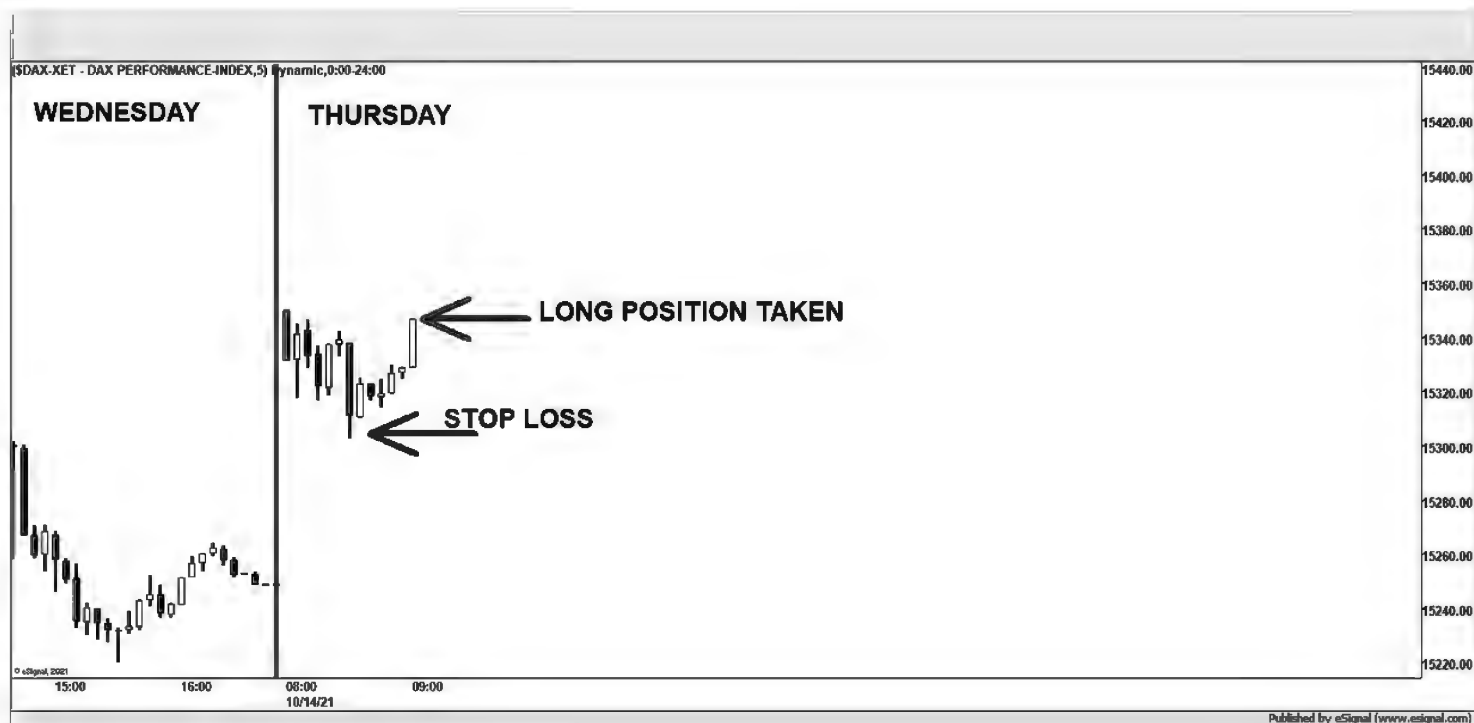 ($DAX-XET - DAX PERFORMANCE-INDEX,5) Dynamic,0:00-24:00
WEDNESDAY
THURSDAY
LONG POSITION TAKEN
STOP LOSS
15440.00
15420.00
15400.00
15380.00
15360.00
15340.00
15320.00
15300.00
15280.00
15260.00
15240.00
15220.00
© eSignal, 2021
15:00 16:00 08:00 09:00
10/14/21
Published by eSignal (www.esignal.com)